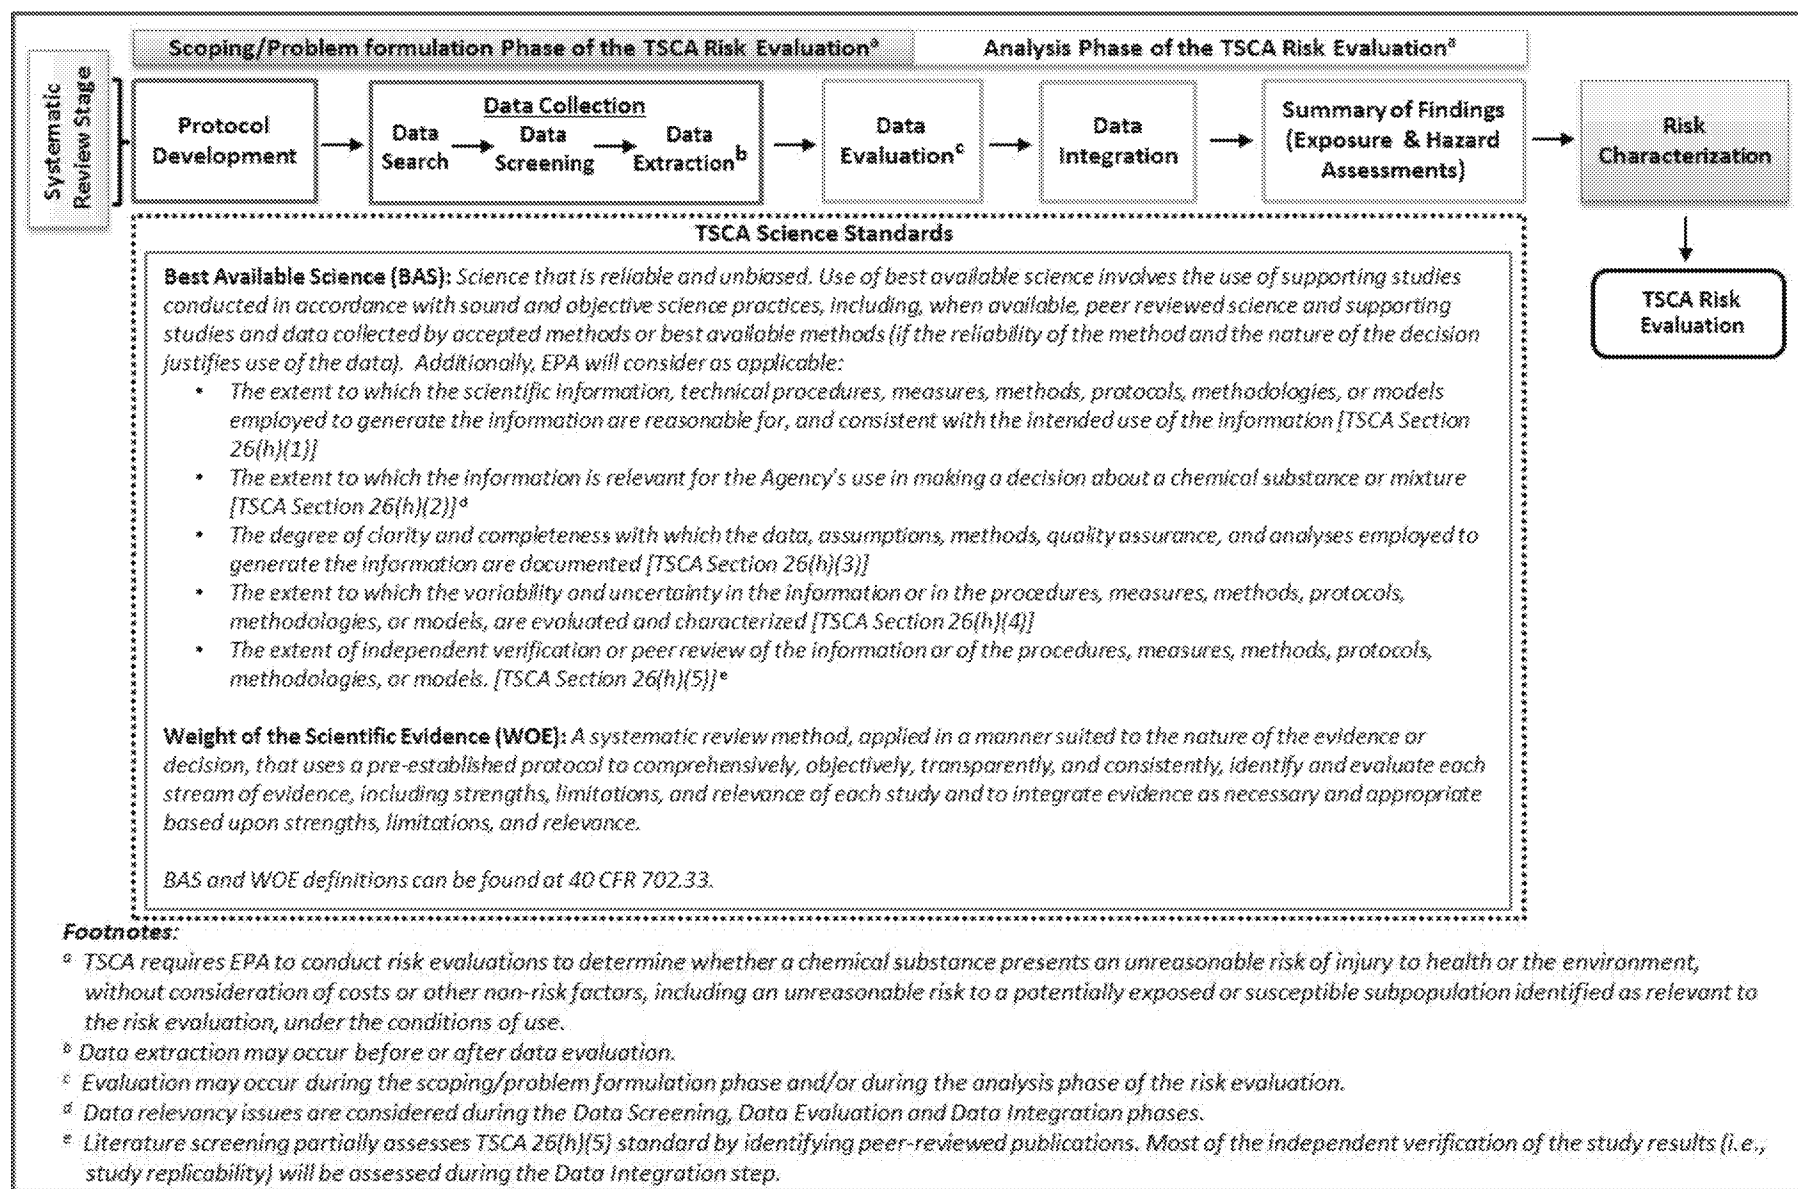 Scoping/Problem formulation Phase of the TSCA Risk Evaluationª
Analysis Phase of the TSCA Risk Evaluationª
Systematic
Review Stage
Protocol
Development
Data Collection
Data
Search
Data
Screening
Data
Extractionᵇ
Data
Evaluationᶜ
Data
Integration
Summary of Findings
(Exposure & Hazard
Assessments)
Risk
Characterization
TSCA Risk
Evaluation
TSCA Science Standards
Best Available Science (BAS): Science that is reliable and unbiased. Use of best available science involves the use of supporting studies
conducted in accordance with sound and objective science practices, including, when available, peer reviewed science and supporting
studies and data collected by accepted methods or best available methods (if the reliability of the method and the nature of the decision
justifies use of the data). Additionally, EPA will consider as applicable:
• The extent to which the scientific information, technical procedures, measures, methods, protocols, methodologies, or models
employed to generate the information are reasonable for, and consistent with the intended use of the information [TSCA Section
26(h)(1)]
• The extent to which the information is relevant for the Agency's use in making a decision about a chemical substance or mixture
[TSCA Section 26(h)(2)]ᵈ
• The degree of clarity and completeness with which the data, assumptions, methods, quality assurance, and analyses employed to
generate the information are documented [TSCA Section 26(h)(3)]
• The extent to which the variability and uncertainty in the information or in the procedures, measures, methods, protocols,
methodologies, or models, are evaluated and characterized [TSCA Section 26(h)(4)]
• The extent of independent verification or peer review of the information or of the procedures, measures, methods, protocols,
methodologies, or models. [TSCA Section 26(h)(5)]ᵉ
Weight of the Scientific Evidence (WOE): A systematic review method, applied in a manner suited to the nature of the evidence or
decision, that uses a pre-established protocol to comprehensively, objectively, transparently, and consistently, identify and evaluate each
stream of evidence, including strengths, limitations, and relevance of each study and to integrate evidence as necessary and appropriate
based upon strengths, limitations, and relevance.
BAS and WOE definitions can be found at 40 CFR 702.33.
Footnotes:
ª TSCA requires EPA to conduct risk evaluations to determine whether a chemical substance presents an unreasonable risk of injury to health or the environment,
without consideration of costs or other non-risk factors, including an unreasonable risk to a potentially exposed or susceptible subpopulation identified as relevant to
the risk evaluation, under the conditions of use.
ᵇ Data extraction may occur before or after data evaluation.
ᶜ Evaluation may occur during the scoping/problem formulation phase and/or during the analysis phase of the risk evaluation.
ᵈ Data relevancy issues are considered during the Data Screening, Data Evaluation and Data Integration phases.
ᵉ Literature screening partially assesses TSCA 26(h)(5) standard by identifying peer-reviewed publications. Most of the independent verification of the study results (i.e.,
study replicability) will be assessed during the Data Integration step.